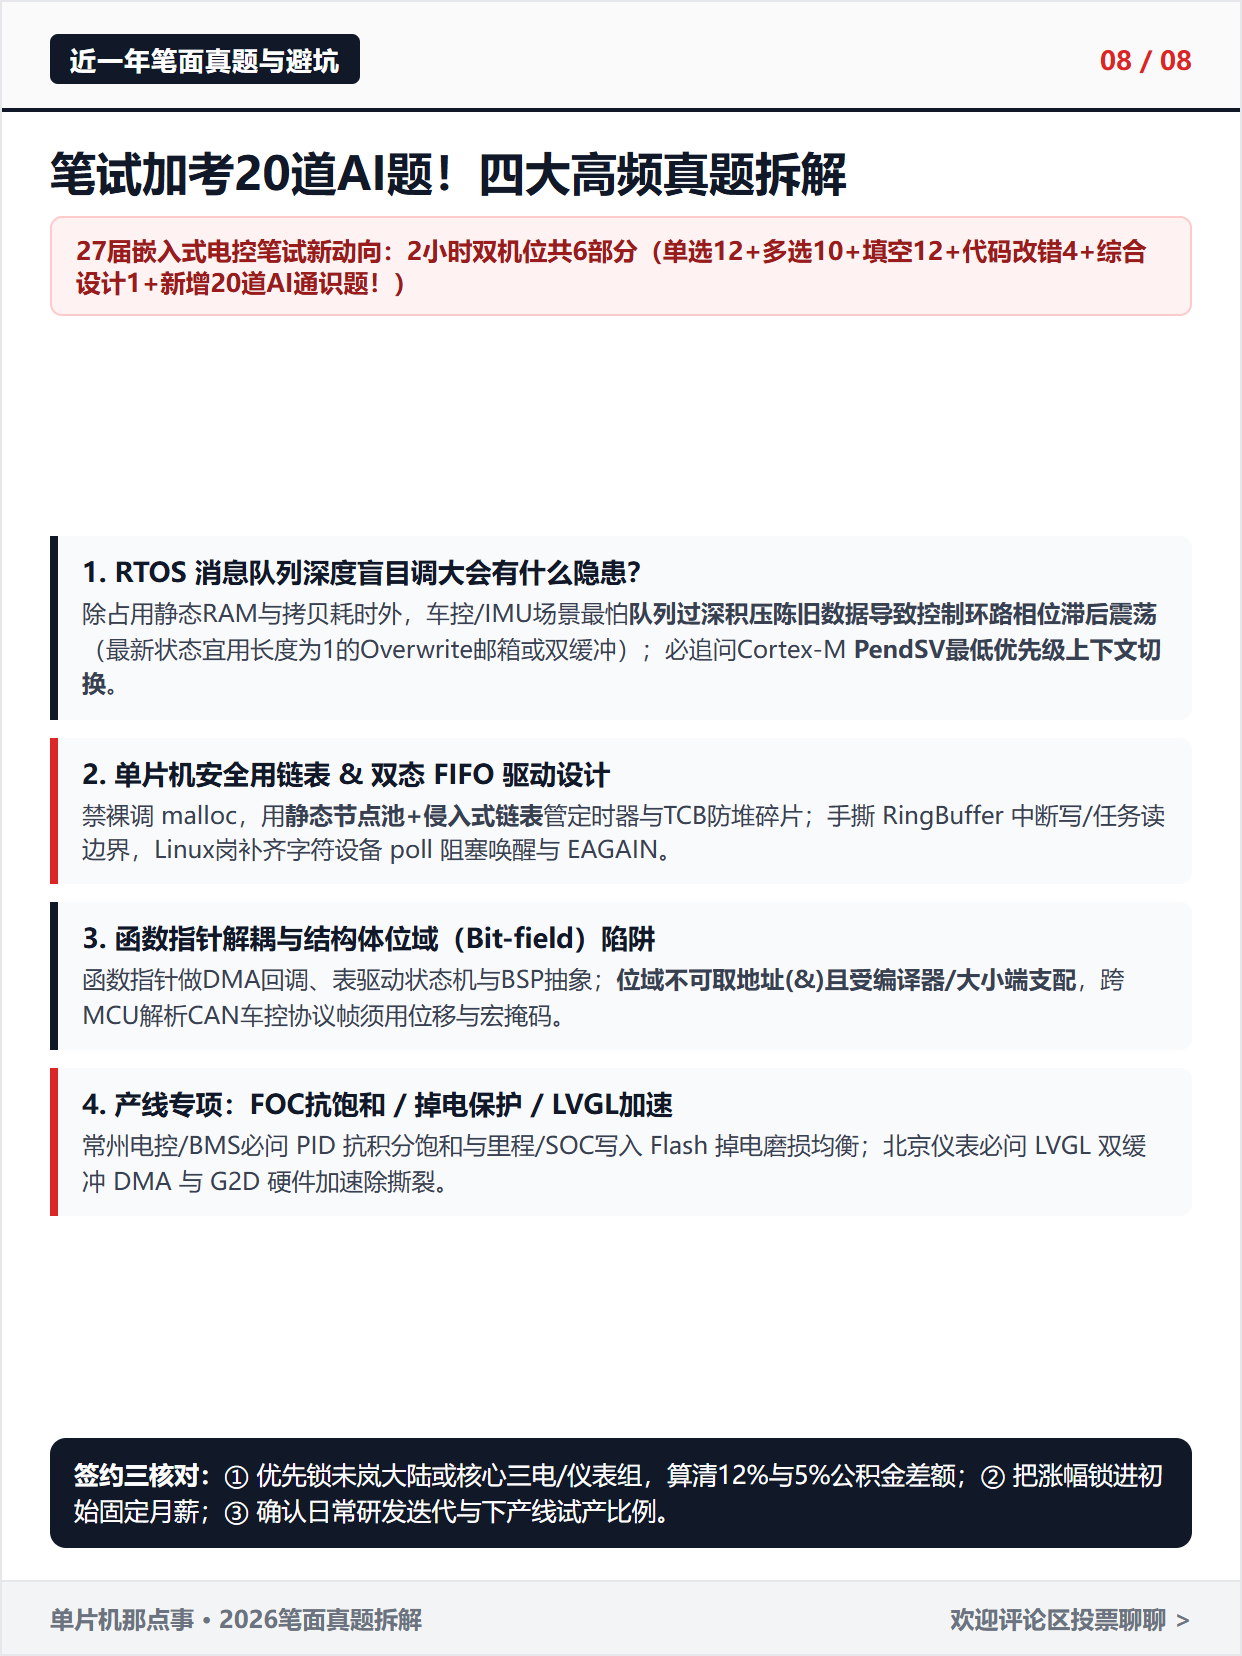 近一年笔面真题与避坑
08 / 08
笔试加考20道AI题！四大高频真题拆解
27届嵌入式电控笔试新动向：2小时双机位共6部分（单选12+多选10+填空12+代码改错4+综合
设计1+新增20道AI通识题！)
1. RTOS 消息队列深度盲目调大会有什么隐患？
除占用静态RAM与拷贝耗时外，车控/IMU场景最怕队列过深积压陈旧数据导致控制环路相位滞后震荡
（最新状态宜用长度为1的Overwrite邮箱或双缓冲）；必追问Cortex-M PendSV最低优先级上下文切
换。
2. 单片机安全用链表 & 双态 FIFO 驱动设计
禁裸调 malloc，用静态节点池+侵入式链表管定时器与TCB防堆碎片；手撕 RingBuffer 中断写/任务读
边界，Linux岗补齐字符设备 poll 阻塞唤醒与 EAGAIN。
3. 函数指针解耦与结构体位域（Bit-field）陷阱
函数指针做DMA回调、表驱动状态机与BSP抽象；位域不可取地址(&)且受编译器/大小端支配，跨
MCU解析CAN车控协议帧须用位移与宏掩码。
4. 产线专项：FOC抗饱和 / 掉电保护 / LVGL加速
常州电控/BMS必问 PID 抗积分饱和与里程/SOC写入 Flash 掉电磨损均衡；北京仪表必问 LVGL 双缓
冲 DMA 与 G2D 硬件加速除撕裂。
签约三核对：① 优先锁未岚大陆或核心三电/仪表组，算清12%与5%公积金差额；② 把涨幅锁进初
始固定月薪；③ 确认日常研发迭代与下产线试产比例。
单片机那点事 • 2026笔面真题拆解
欢迎评论区投票聊聊 >